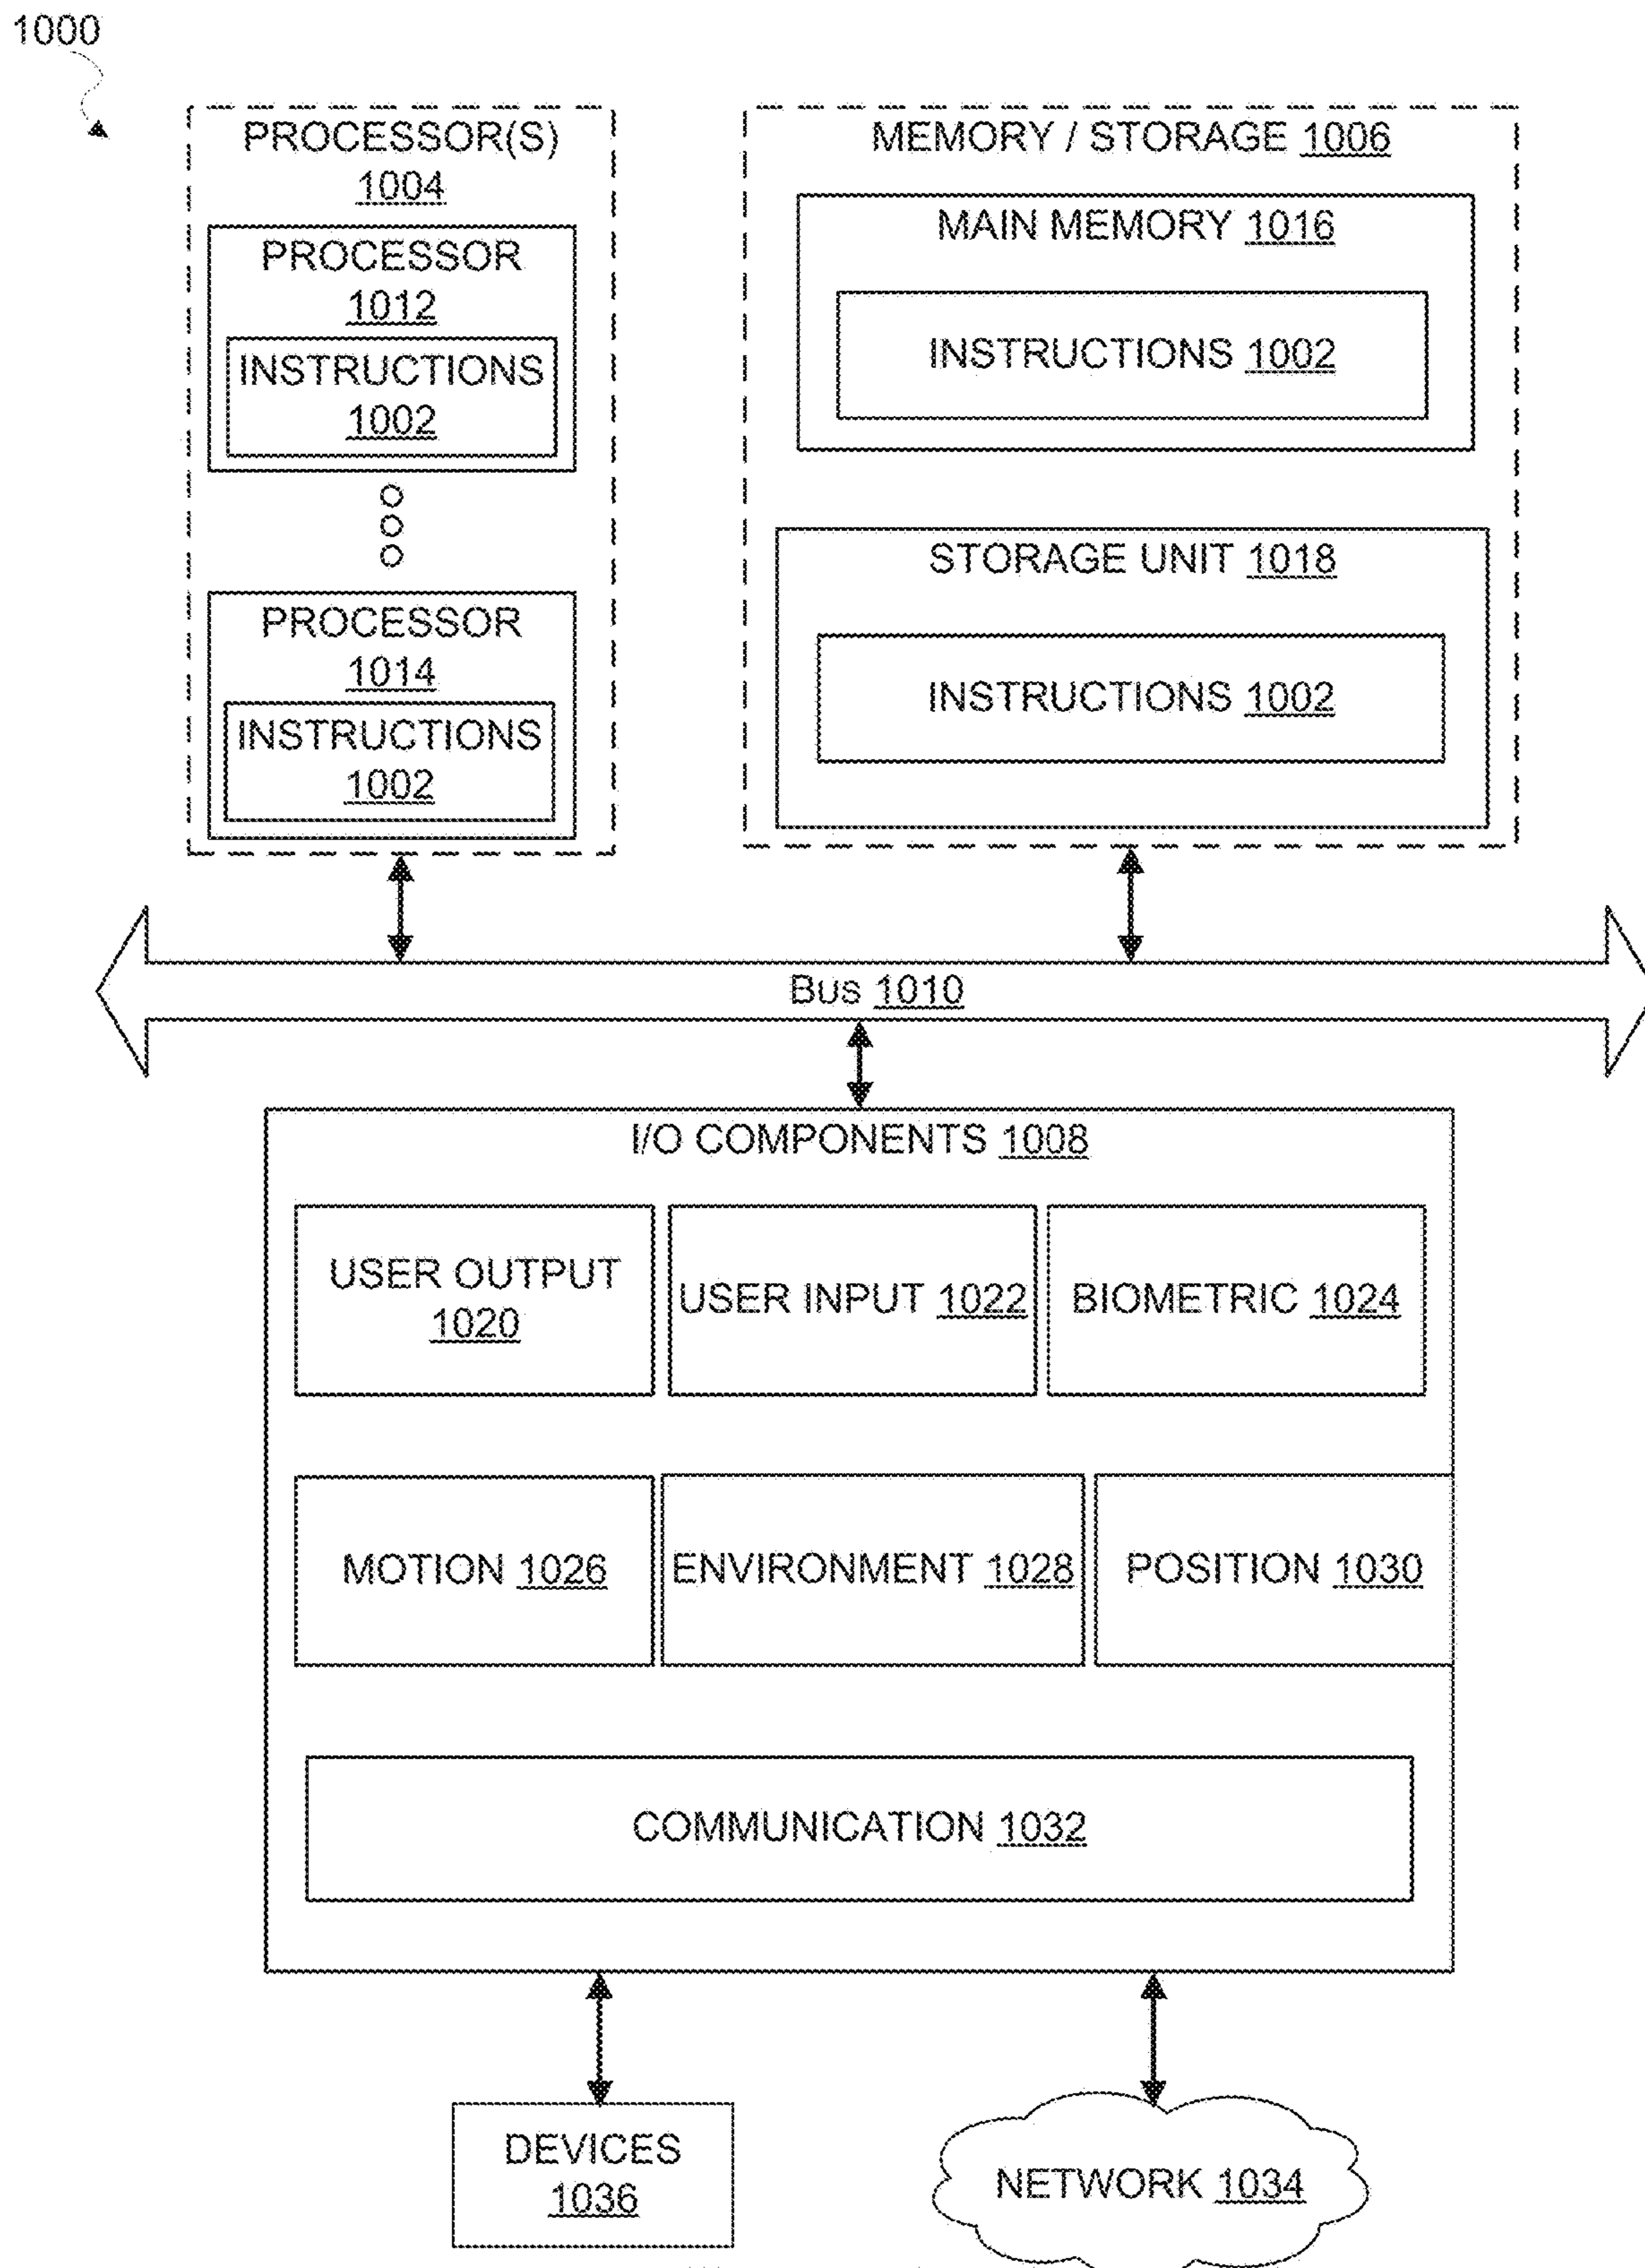 1000
PROCESSOR(S)
1004
PROCESSOR
1012
INSTRUCTIONS
1002
PROCESSOR
1014
INSTRUCTIONS
1002
MEMORY / STORAGE 1006
MAIN MEMORY 1016
INSTRUCTIONS 1002
STORAGE UNIT 1018
INSTRUCTIONS 1002
Bus 1010
I/O COMPONENTS 1008
USER OUTPUT
1020
USER INPUT 1022
BIOMETRIC 1024
MOTION 1026
ENVIRONMENT 1028
POSITION 1030
COMMUNICATION 1032
DEVICES
1036
NETWORK 1034